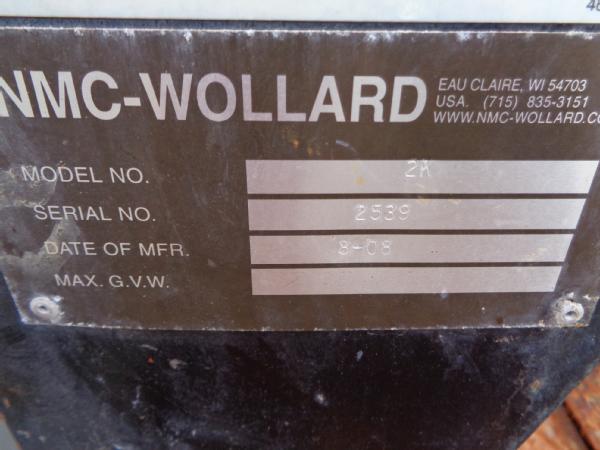 NMC-WOLLARD
EAU CLAIRE, WI 54703
USA. (715) 835-3151
WWW.NMC-WOLLARD.CO
MODEL NO. 2K
SERIAL NO. 2539
DATE OF MFR. 8-08
MAX. G.V.W.